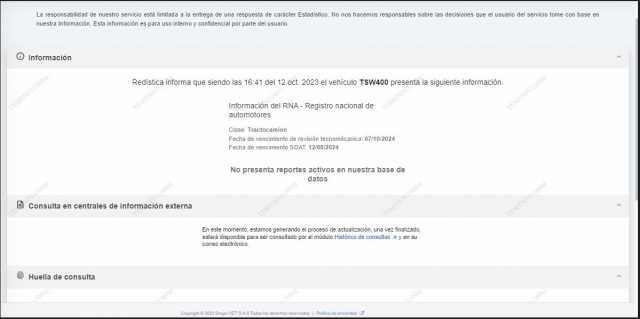 La responsabilidad de nuestro servicio está limitada a la entrega de una respuesta de carácter Estadístico. No nos hacemos responsables sobre las decisiones que el usuario del servicio tome con base en
nuestra información. Esta información es para uso interno y confidencial por parte del usuario.
Información
Redistica informa que siendo las 16:41 del 12 oct. 2023 el vehículo TSW400 presenta la siguiente información:
Información del RNA - Registro nacional de
automotores
Clase: Tractocamion
Fecha de vencimiento de revisión tecnomilcanica: 07/10/2024
Fecha de vencimiento SOAT: 12/08/2024
No presenta reportes activos en nuestra base de
datos
Consulta en centrales de información externa
En este momento, estamos generando el proceso de actualización, una vez finalizado,
estará disponible para ser consultado por el módulo Histórico de consultas y en su
correo electrónico.
Huella de consulta
Copyright © 2023 Grupo OET S.A.S Todos los derechos reservados. | Política de privacidad